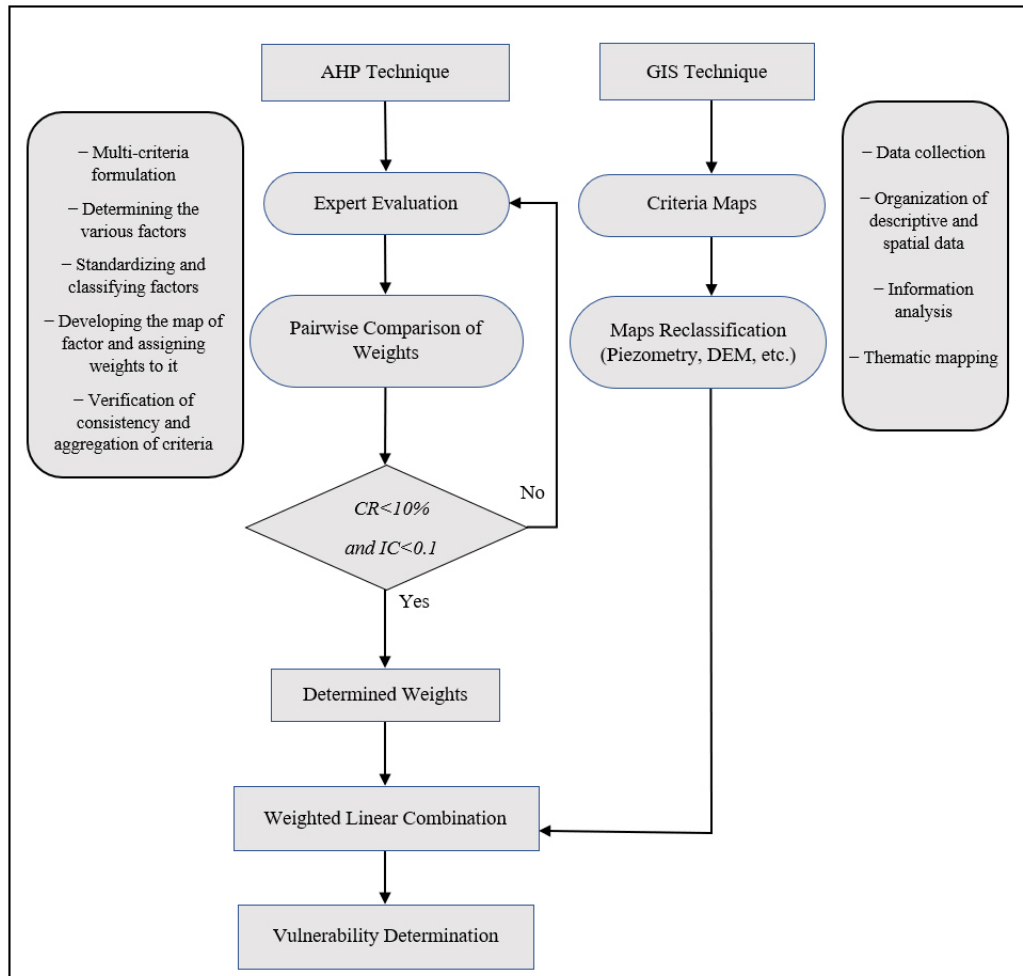 AHP Technique
GIS Technique
– Multi-criteria
formulation
– Determining the
various factors
– Standardizing and
classifying factors
– Developing the map of
factor and assigning
weights to it
– Verification of
consistency and
aggregation of criteria
Expert Evaluation
Pairwise Comparison of
Weights
CR<10%
and IC<0.1
No
Yes
Determined Weights
Weighted Linear Combination
Vulnerability Determination
Criteria Maps
Maps Reclassification
(Piezometry, DEM, etc.)
– Data collection
– Organization of
descriptive and
spatial data
– Information
analysis
– Thematic mapping